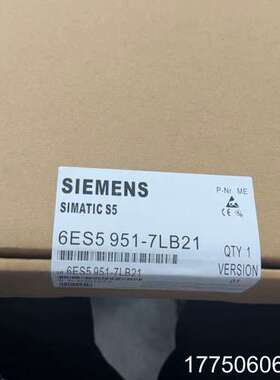 SIEMENS
P-Nr ME
SIMATIC S5
6ES5 951-7LB21
QTY 1
6ES5 951-7LB21
VERSION
17750606